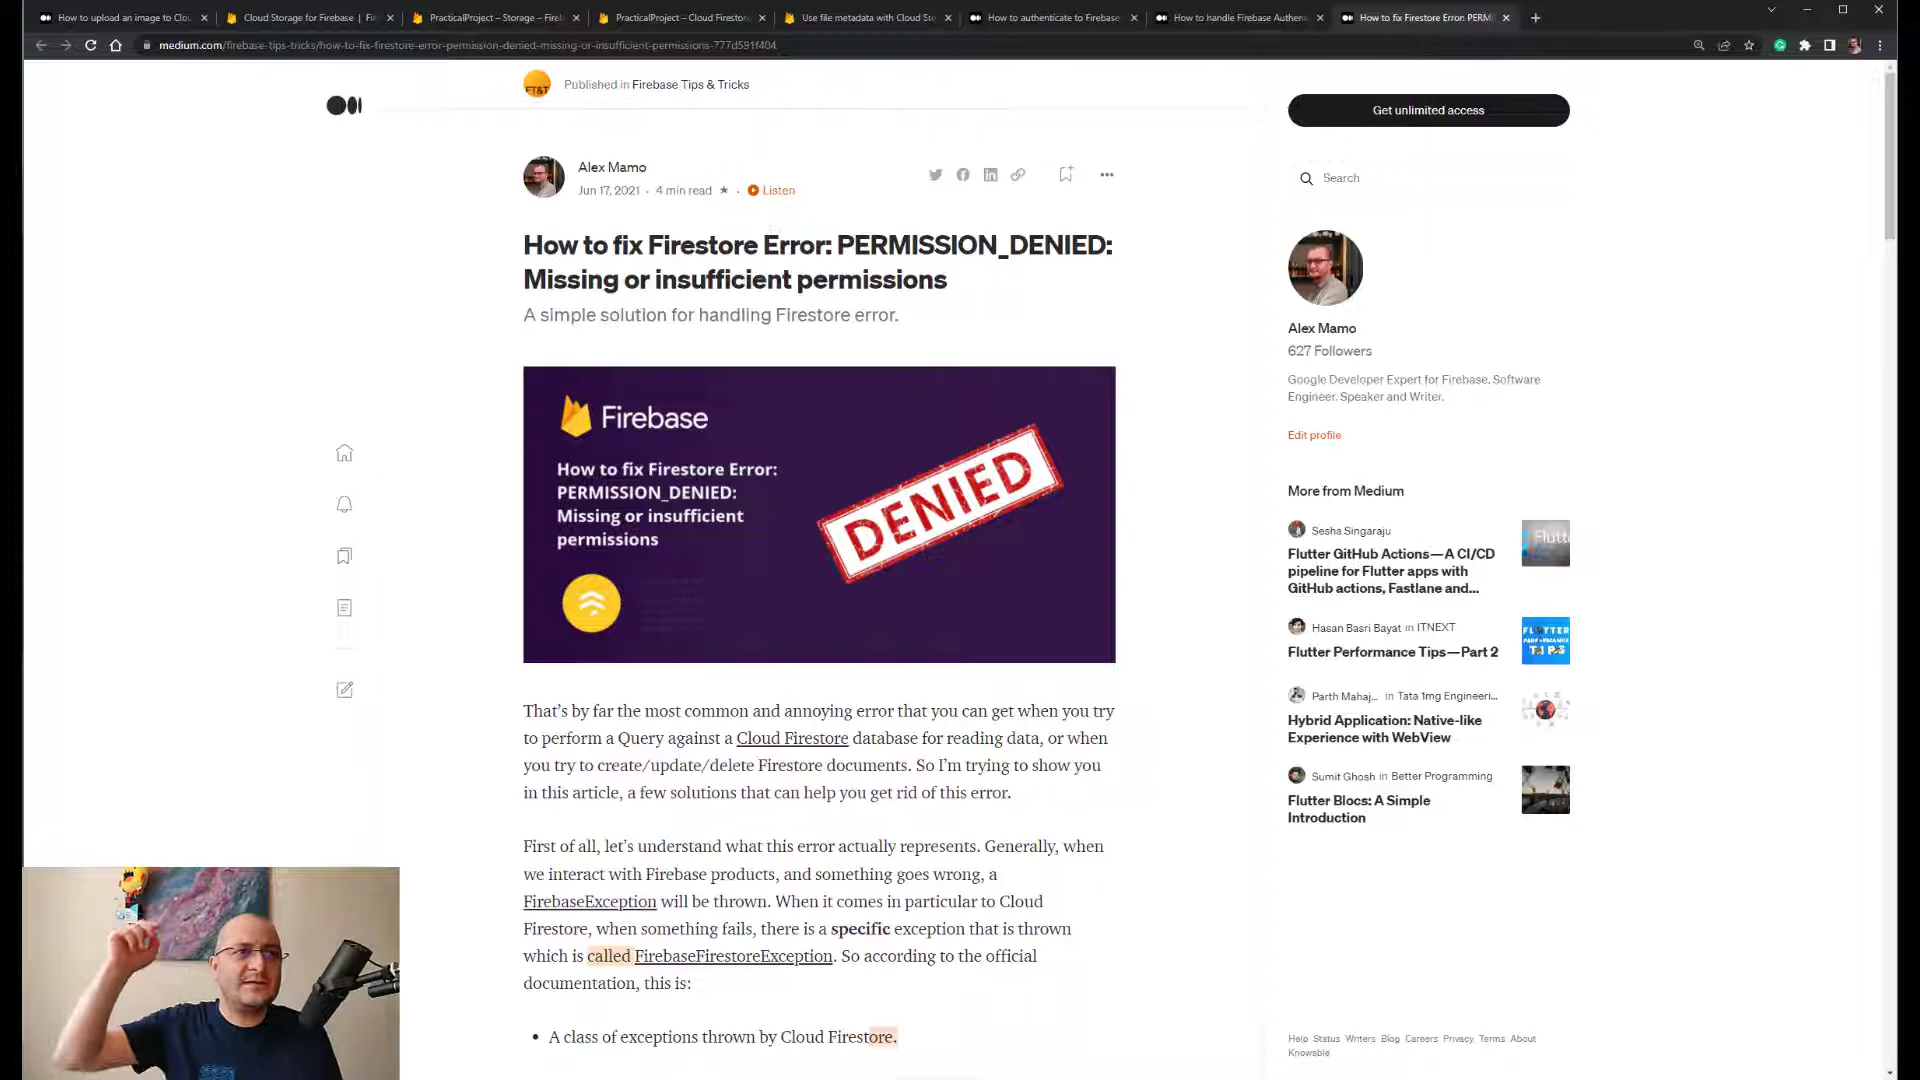 How to upload an image to Clou
Cloud Storage for Firebase | Fi
PracticalProject – Storage – Fireb
PracticalProject – Cloud Firestor
Use file metadata with Cloud St
How to authenticate to Firebase
How to handle Firebase Authen
How to fix Firestore Error: PERM
medium.com/firebase-tips-tricks/how-to-fix-firestore-error-permission-denied-missing-or-insufficient-permissions-777d591f404
FT&T
Published in Firebase Tips & Tricks
Get unlimited access
Alex Mamo
Jun 17, 2021 · 4 min read ★ · Listen
Search
How to fix Firestore Error: PERMISSION_DENIED:
Missing or insufficient permissions
A simple solution for handling Firestore error.
Firebase
How to fix Firestore Error:
PERMISSION_DENIED:
Missing or insufficient
permissions
DENIED
That’s by far the most common and annoying error that you can get when you try
to perform a Query against a Cloud Firestore database for reading data, or when
you try to create/update/delete Firestore documents. So I’m trying to show you
in this article, a few solutions that can help you get rid of this error.
First of all, let’s understand what this error actually represents. Generally, when
we interact with Firebase products, and something goes wrong, a
FirebaseException will be thrown. When it comes in particular to Cloud
Firestore, when something fails, there is a specific exception that is thrown
which is called FirebaseFirestoreException. So according to the official
documentation, this is:
• A class of exceptions thrown by Cloud Firestore.
Alex Mamo
627 Followers
Google Developer Expert for Firebase. Software
Engineer. Speaker and Writer.
Edit profile
More from Medium
Sesha Singaraju
Flutter GitHub Actions—A CI/CD
pipeline for Flutter apps with
GitHub actions, Fastlane and...
Flutt
Hasan Basri Bayat in ITNEXT
Flutter Performance Tips—Part 2
FLUTTER
PERFORMANCE
TIPS
Parth Mahaj... in Tata 1mg Engineeri...
Hybrid Application: Native-like
Experience with WebView
Sumit Ghosh in Better Programming
Flutter Blocs: A Simple
Introduction
Help Status Writers Blog Careers Privacy Terms About
Knowable